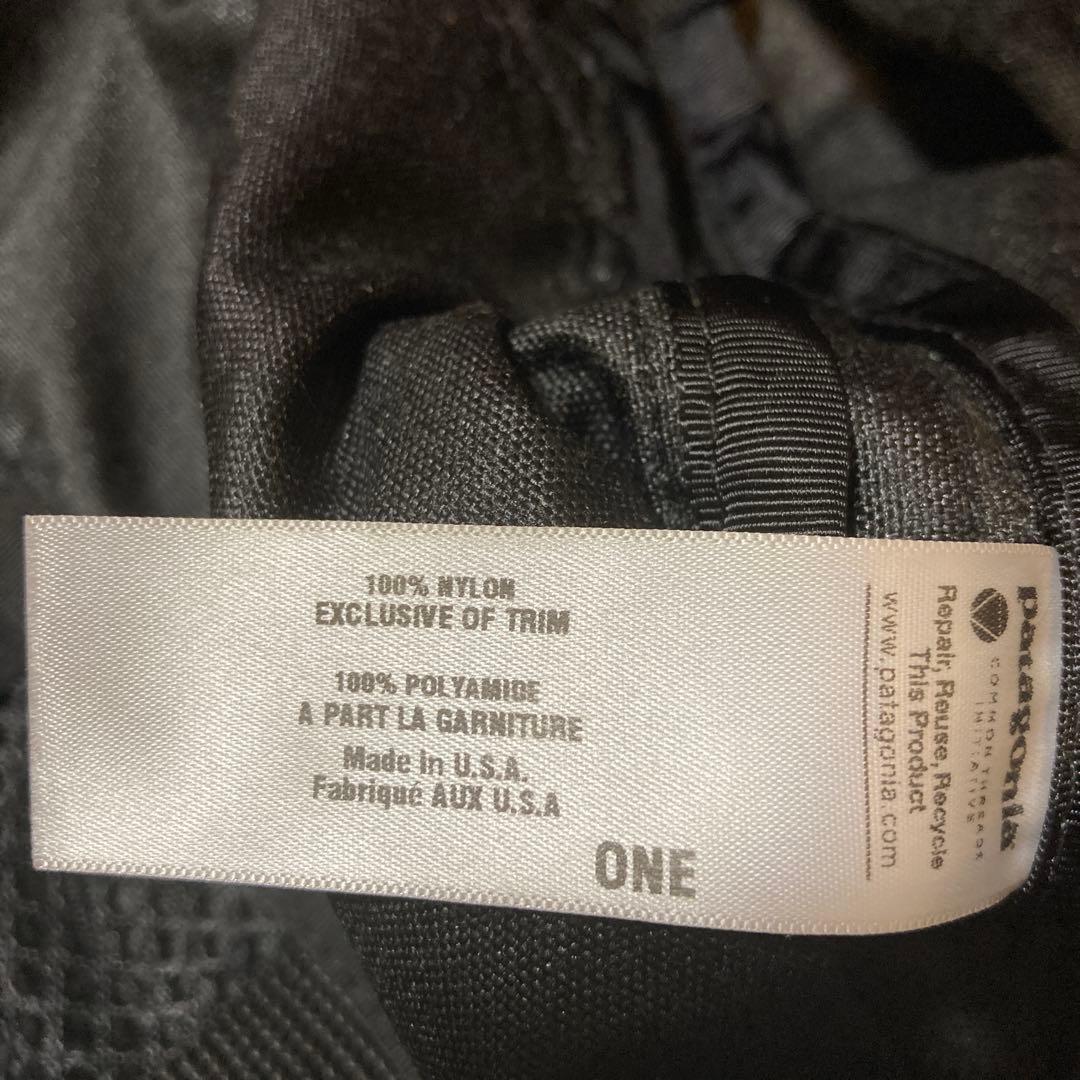 100% NYLON
EXCLUSIVE OF TRIM
100% POLYAMIDE
A PART LA GARNITURE
Made in U.S.A.
Fabriqué AUX U.S.A
ONE
patagonia
COMMON THREADS
INITIATIVE
Repair, Reuse, Recycle
This Product
www.patagonia.com